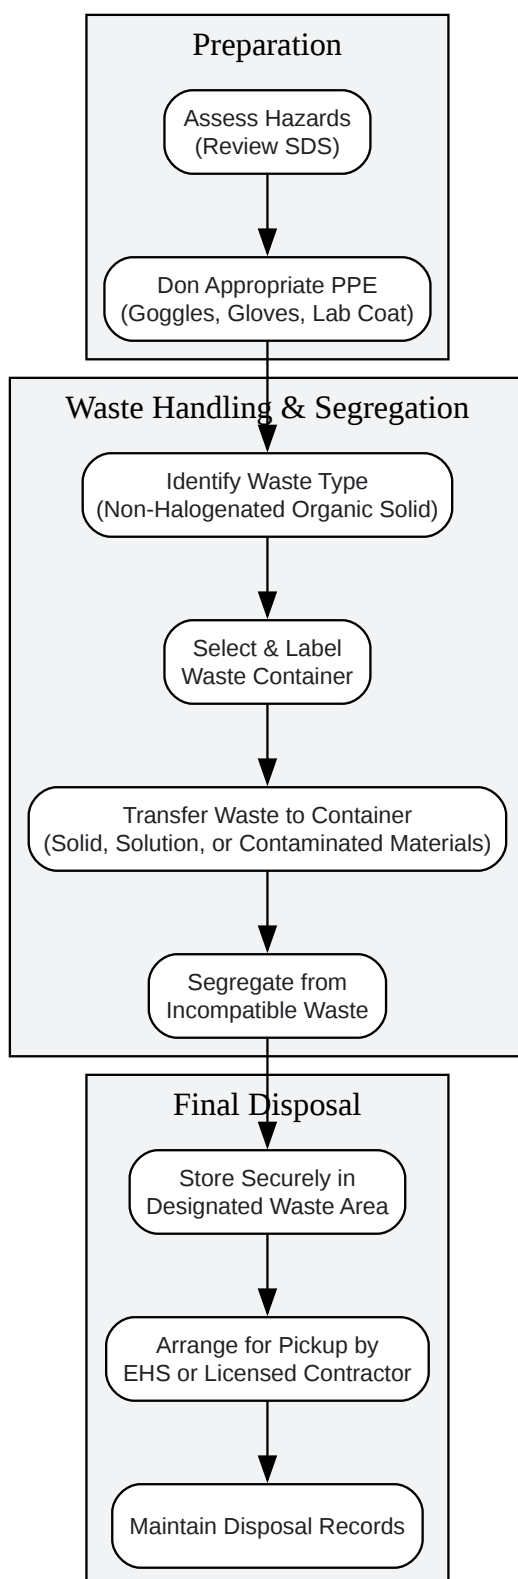 Preparation
Assess Hazards
(Review SDS)
Don Appropriate PPE
(Goggles, Gloves, Lab Coat)
Waste Handling & Segregation
Identify Waste Type
(Non-Halogenated Organic Solid)
Select & Label
Waste Container
Transfer Waste to Container
(Solid, Solution, or Contaminated Materials)
Segregate from
Incompatible Waste
Final Disposal
Store Securely in
Designated Waste Area
Arrange for Pickup by
EHS or Licensed Contractor
Maintain Disposal Records